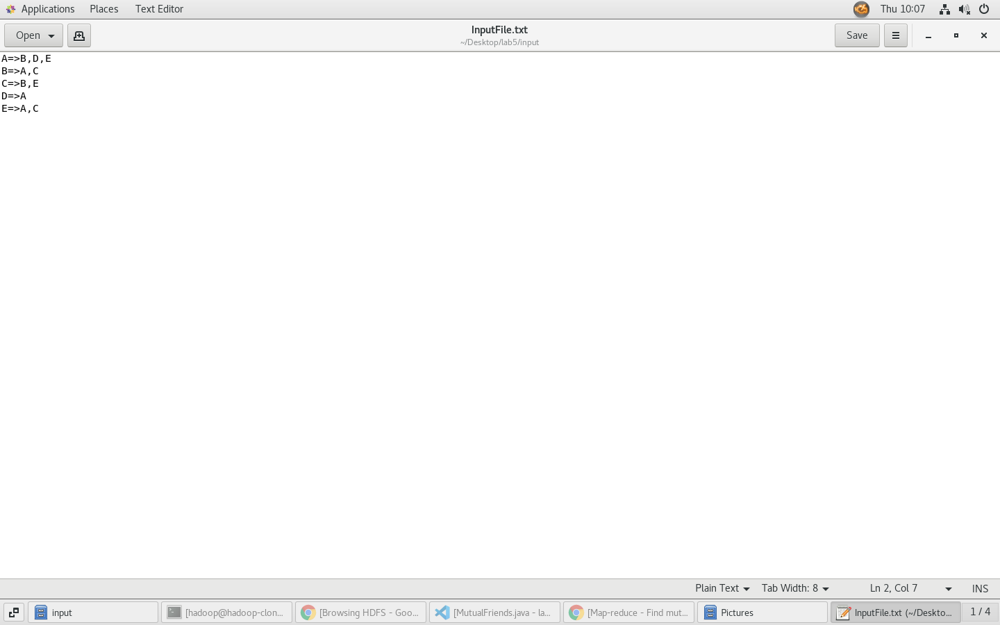 Applications Places Text Editor Thu 10:07
Open InputFile.txt Save
~/Desktop/lab5/input
A=>B,D,E
B=>A,C
C=>B,E
D=>A
E=>A,C
Plain Text Tab Width: 8 Ln 2, Col 7 INS
input [hadoop@hadoop-clon... [Browsing HDFS - Goo... [MutualFriends.java - la... [Map-reduce - Find mut... Pictures InputFile.txt (~/Deskto... 1 / 4